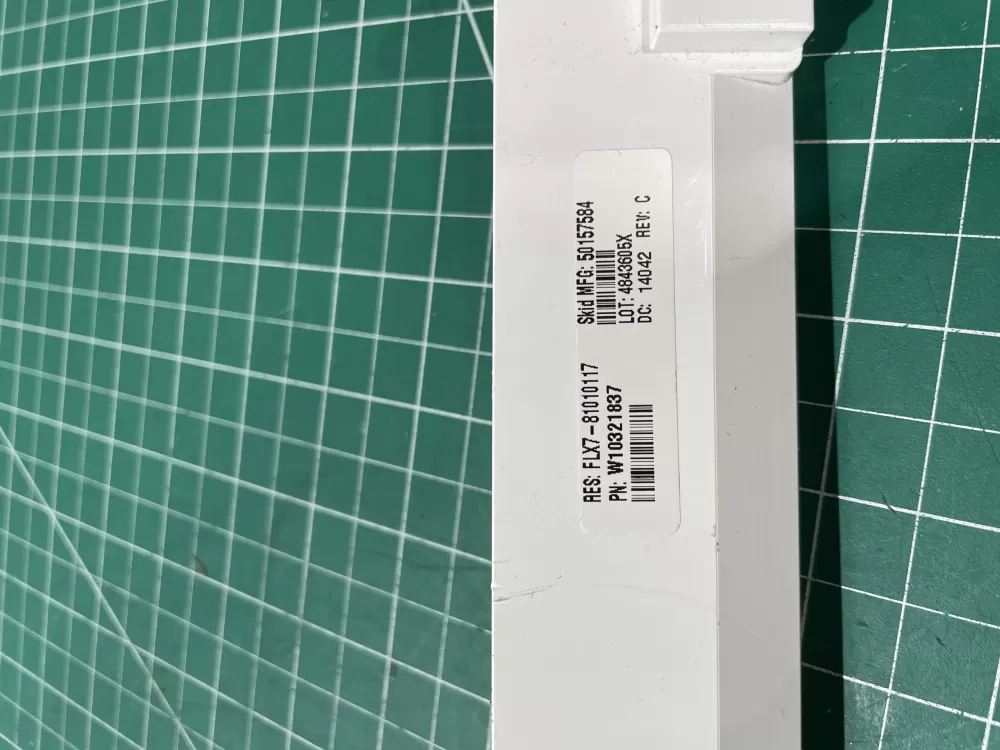 RES: FLX7-81010117
PN: W10321837
Skid MFG: 50157584
LOT: 4843605X
DC: 14042 REV: C